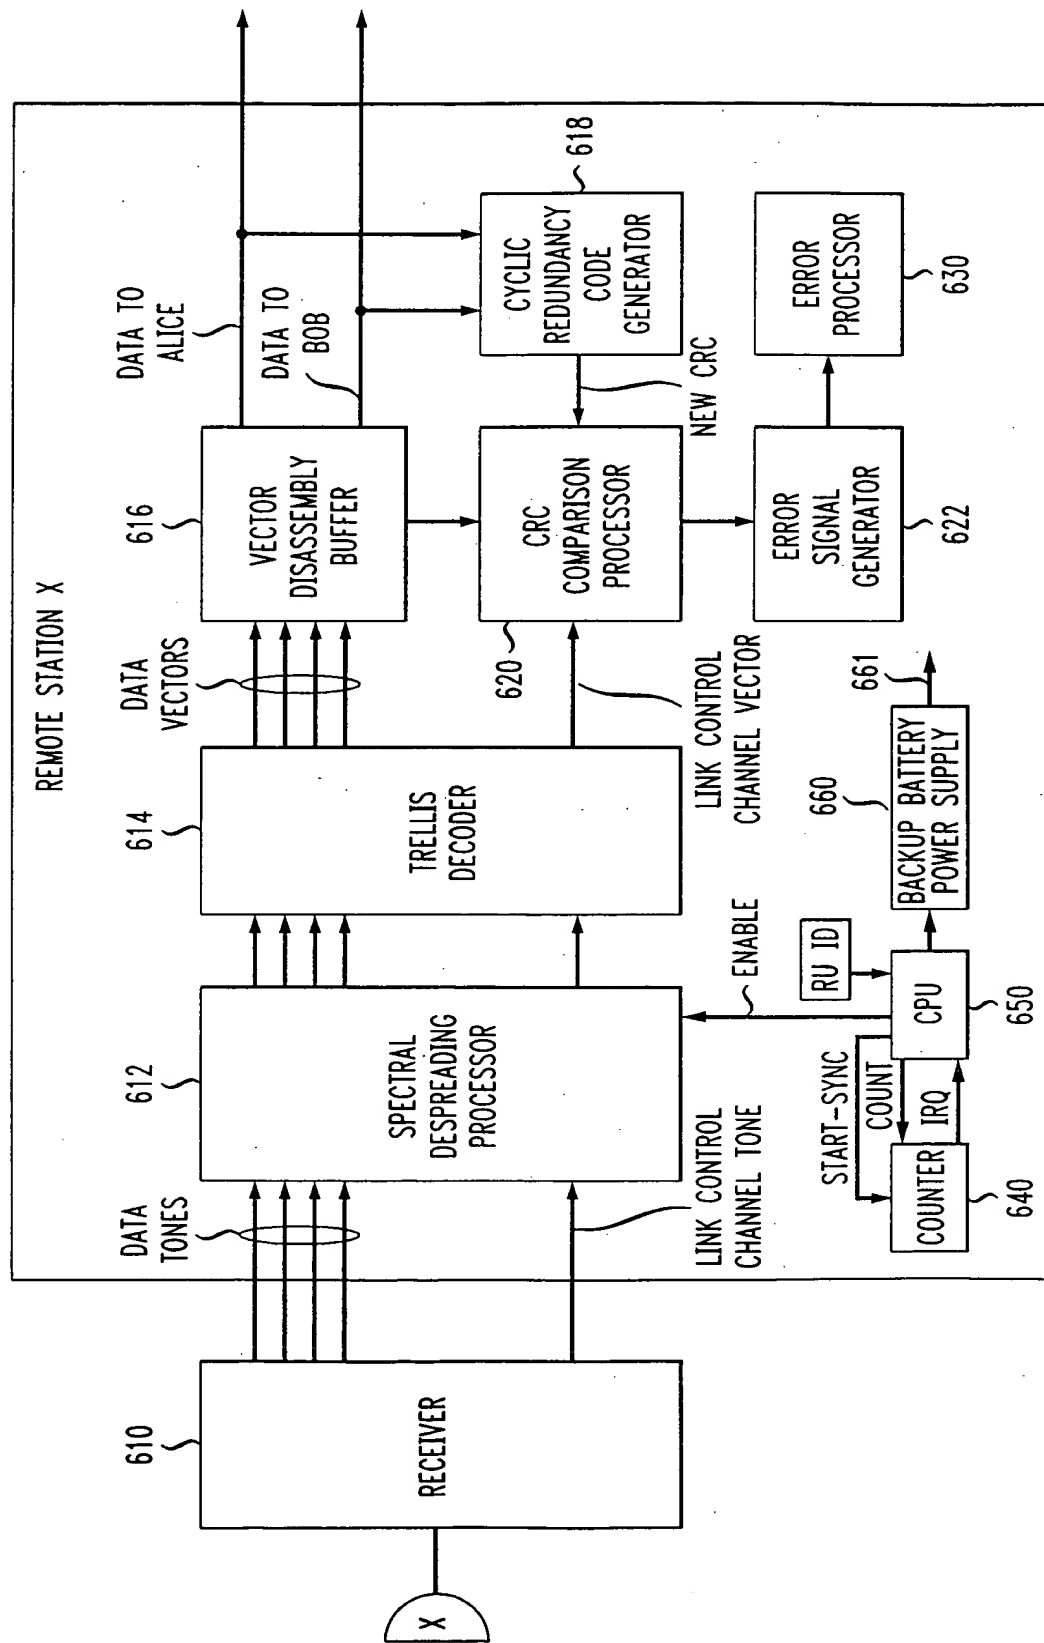 REMOTE STATION X
X
RECEIVER
610
DATA
TONES
LINK CONTROL
CHANNEL TONE
SPECTRAL
DESPREADING
PROCESSOR
612
TRELLIS
DECODER
614
DATA
VECTORS
LINK CONTROL
CHANNEL VECTOR
VECTOR
DISASSEMBLY
BUFFER
616
DATA TO
ALICE
DATA TO
BOB
CYCLIC
REDUNDANCY
CODE
GENERATOR
618
NEW CRC
CRC
COMPARISON
PROCESSOR
620
ERROR
SIGNAL
GENERATOR
622
ERROR
PROCESSOR
630
START-SYNC
COUNT
IRQ
COUNTER
640
ENABLE
RU ID
CPU
650
BACKUP BATTERY
POWER SUPPLY
660
661